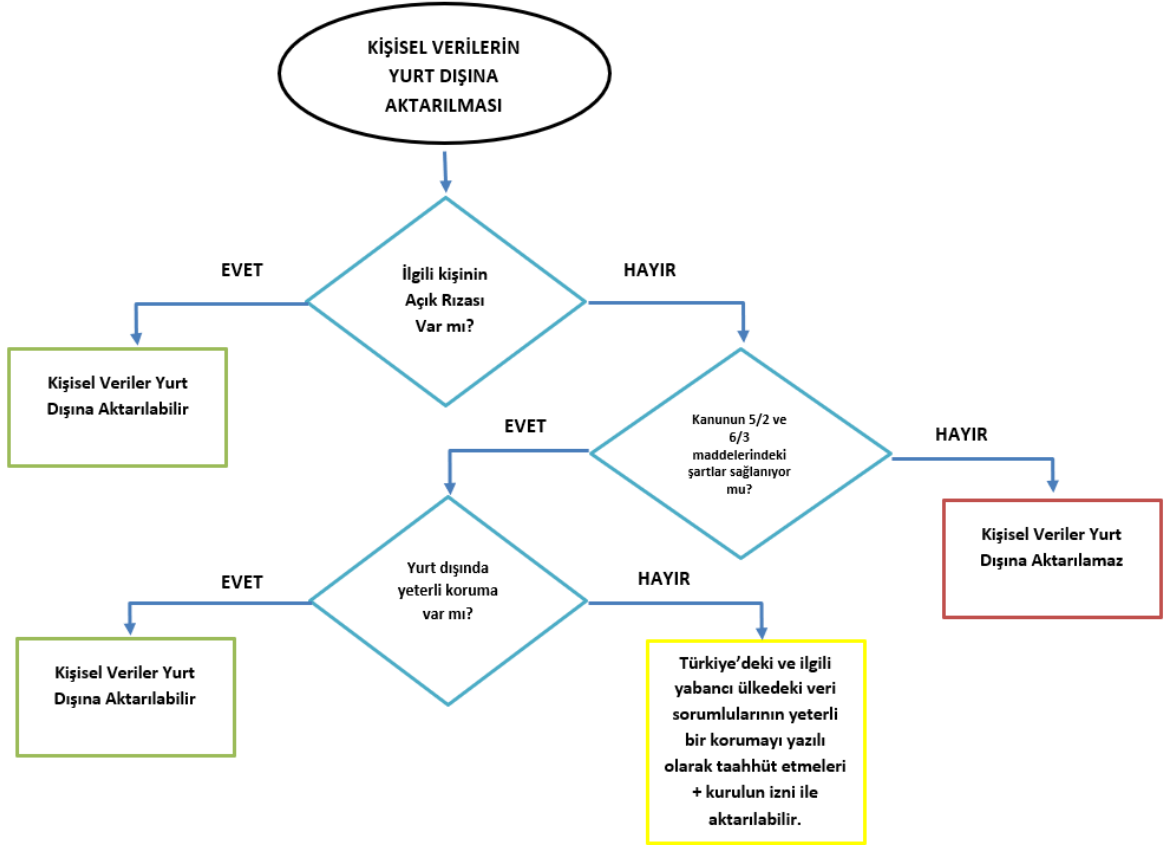 KİŞİSEL VERİLERİN
YURT DIŞINA
AKTARILMASI
EVET
HAYIR
İlgili kişinin
Açık Rızası
Var mı?
Kişisel Veriler Yurt
Dışına Aktarılabilir
EVET
HAYIR
Kanunun 5/2 ve
6/3
maddelerindeki
şartlar sağlanıyor
mu?
Kişisel Veriler Yurt
Dışına Aktarılamaz
EVET
HAYIR
Yurt dışında
yeterli koruma
var mı?
Kişisel Veriler Yurt
Dışına Aktarılabilir
Türkiye’deki ve ilgili
yabancı ülkedeki veri
sorumlularının yeterli
bir korumayı yazılı
olarak taahhüt etmeleri
+ kurulun izni ile
aktarılabilir.